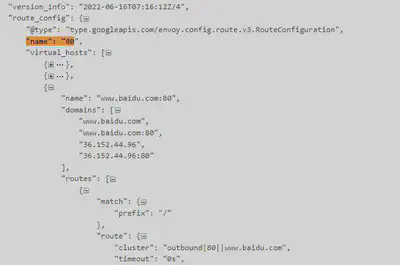 "version_info": "2022-06-16T07:16:12Z/4",
"route_config": {
"@type": "type.googleapis.com/envoy.config.route.v3.RouteConfiguration",
"name": "80",
"virtual_hosts": [
{...},
{...},
{
"name": "www.baidu.com:80",
"domains": [
"www.baidu.com",
"www.baidu.com:80",
"36.152.44.96",
"36.152.44.96:80"
],
"routes": [
{
"match": {
"prefix": "/"
},
"route": {
"cluster": "outbound|80||www.baidu.com",
"timeout": "0s",